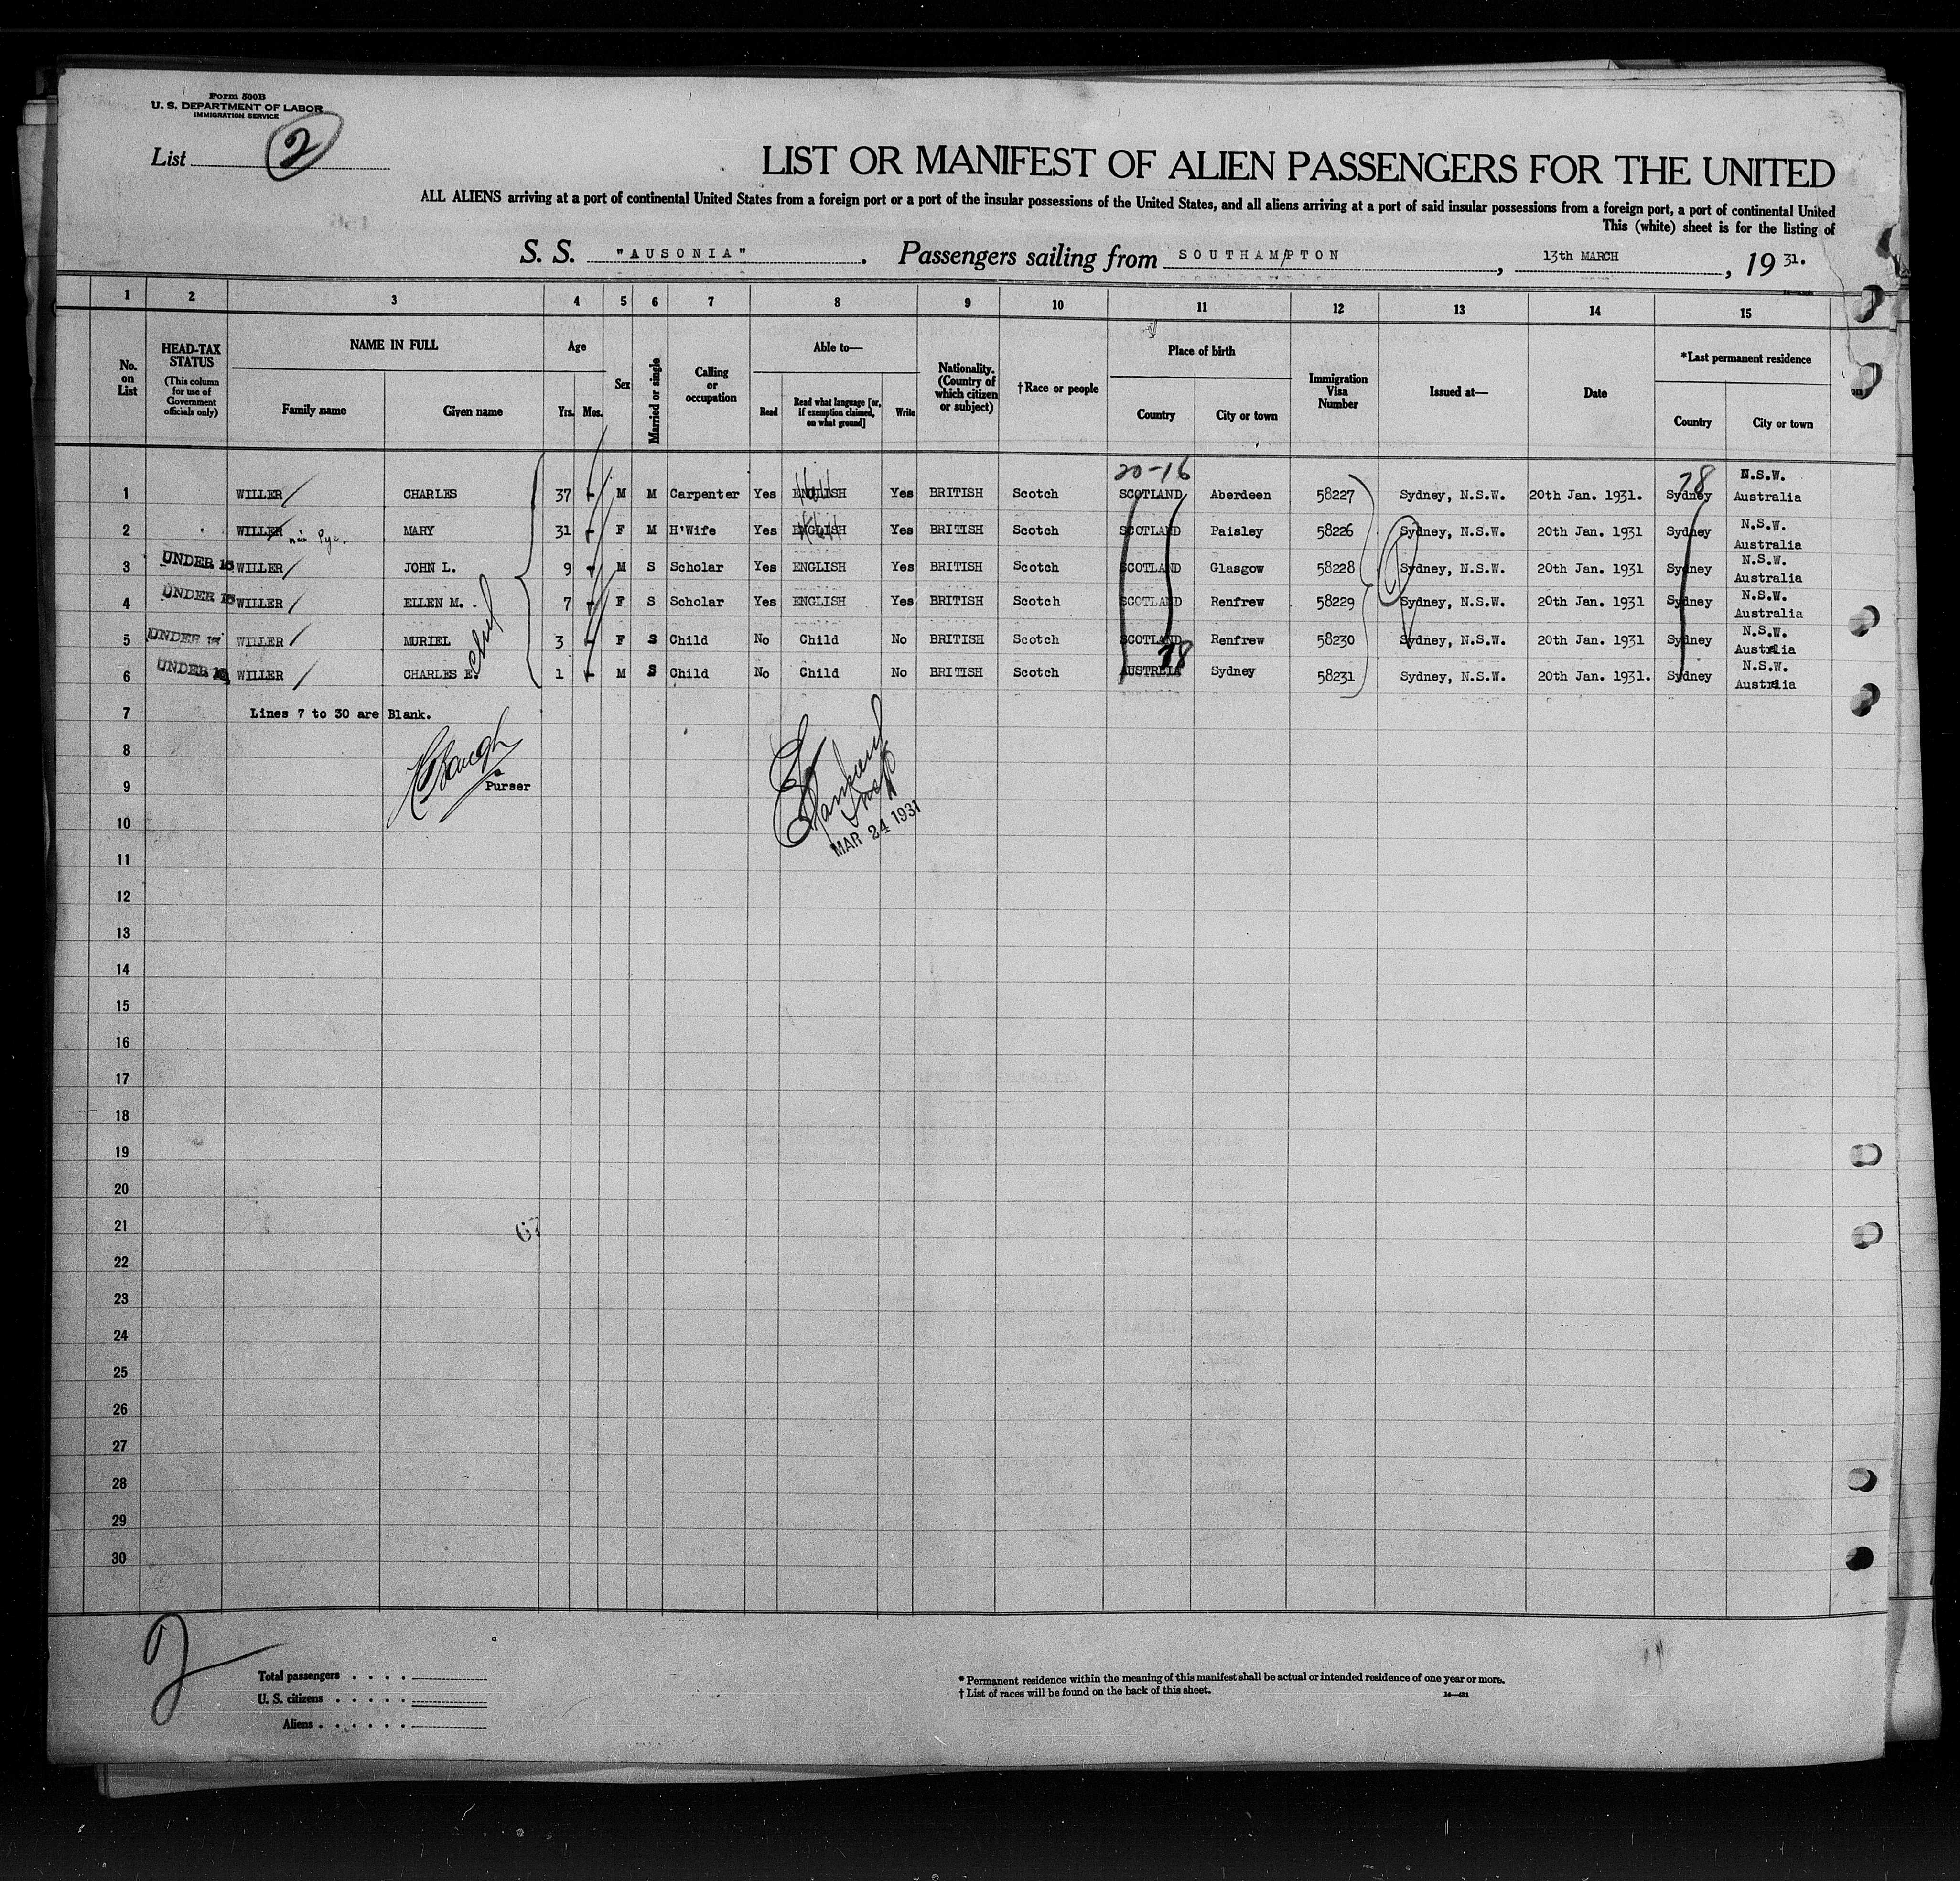 Form 500B
U. S. DEPARTMENT OF LABOR
IMMIGRATION SERVICE
List 2
LIST OR MANIFEST OF ALIEN PASSENGERS FOR THE UNITED
ALL ALIENS arriving at a port of continental United States from a foreign port or a port of the insular possessions of the United States, and all aliens arriving at a port of said insular possessions from a foreign port, a port of continental United
This (white) sheet is for the listing of
S. S. "AUSONIA". Passengers sailing from SOUTHAMPTON, 13th MARCH, 19 31.
1 2 3 4 5 6 7 8 9 10 11 12 13 14 15
No. on List
HEAD-TAX STATUS (This column for use of Government officials only)
NAME IN FULL
Family name Given name
Age
Yrs. Mos.
Sex
Married or single
Calling or occupation
Able to—
Read Read what language [or, if exemption claimed, on what ground] Write
Nationality. (Country of which citizen or subject)
†Race or people
Place of birth
Country City or town
Immigration Visa Number
Issued at—
Date
*Last permanent residence
Country City or town
20-16
78
1 WILLER CHARLES 37 - M M Carpenter Yes ENGLISH Yes BRITISH Scotch SCOTLAND Aberdeen 58227 Sydney, N.S.W. 20th Jan. 1931. Sydney N.S.W. Australia
2 WILLER MARY 31 - F M H'Wife Yes ENGLISH Yes BRITISH Scotch SCOTLAND Paisley 58226 Sydney, N.S.W. 20th Jan. 1931 Sydney N.S.W. Australia
3 UNDER 16 WILLER JOHN L. 9 - M S Scholar Yes ENGLISH Yes BRITISH Scotch SCOTLAND Glasgow 58228 Sydney, N.S.W. 20th Jan. 1931 Sydney N.S.W. Australia
4 UNDER 16 WILLER ELLEN M. 7 - F S Scholar Yes ENGLISH Yes BRITISH Scotch SCOTLAND Renfrew 58229 Sydney, N.S.W. 20th Jan. 1931 Sydney N.S.W. Australia
5 UNDER 16 WILLER MURIEL 3 - F S Child No Child No BRITISH Scotch SCOTLAND Renfrew 58230 Sydney, N.S.W. 20th Jan. 1931 Sydney N.S.W. Australia
78
6 UNDER 16 WILLER CHARLES E. 1 - M S Child No Child No BRITISH Scotch AUSTRELI Sydney 58231 Sydney, N.S.W. 20th Jan. 1931. Sydney N.S.W. Australia
7 Lines 7 to 30 are Blank.
8
9 Purser
10 MAR 24 1931
11
12
13
14
15
16
17
18
19
20
21
22
23
24
25
26
27
28
29
30
2
Total passengers
U. S. citizens
Aliens
* Permanent residence within the meaning of this manifest shall be actual or intended residence of one year or more.
† List of races will be found on the back of this sheet.
14—431